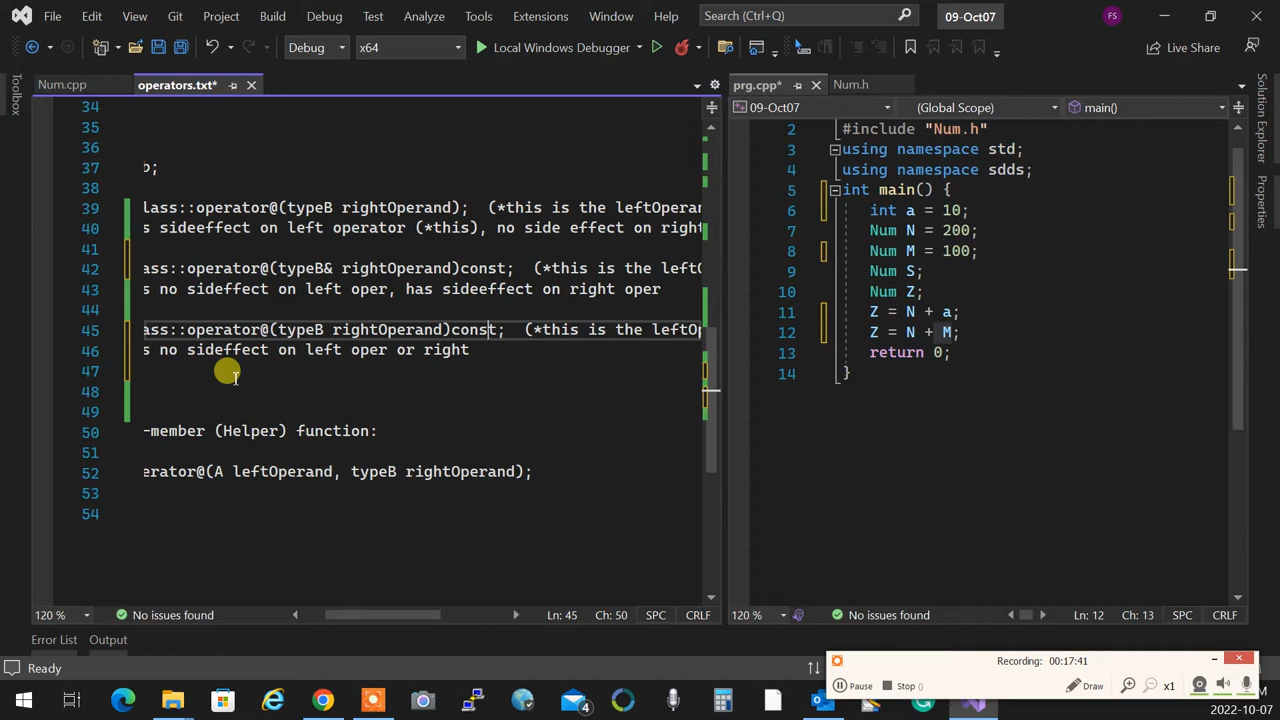 File Edit View Git Project Build Debug Test Analyze Tools Extensions Window Help Search (Ctrl+Q) 09-Oct07 FS
Debug x64 Local Windows Debugger Live Share
Toolbox
Num.cpp operators.txt*
34
35
36
37 b;
38
39 lass::operator@(typeB rightOperand); (*this is the leftOperan
40 s sideeffect on left operator (*this), no side effect on right
41
42 ass::operator@(typeB& rightOperand)const; (*this is the leftO
43 s no sideffect on left oper, has sideeffect on right oper
44
45 ass::operator@(typeB rightOperand)const; (*this is the leftOp
46 s no sideffect on left oper or right
47
48
49
50 -member (Helper) function:
51
52 erator@(A leftOperand, typeB rightOperand);
53
54
120 % No issues found Ln: 45 Ch: 50 SPC CRLF
prg.cpp* Num.h
09-Oct07 (Global Scope) main()
2 #include "Num.h"
3 using namespace std;
4 using namespace sdds;
5 int main() {
6 int a = 10;
7 Num N = 200;
8 Num M = 100;
9 Num S;
10 Num Z;
11 Z = N + a;
12 Z = N + M;
13 return 0;
14 }
120 % No issues found Ln: 12 Ch: 13 SPC CRLF
Solution Explorer
Error List Output
Ready
Recording: 00:17:41
Pause Stop () Draw x1
4
2022-10-07